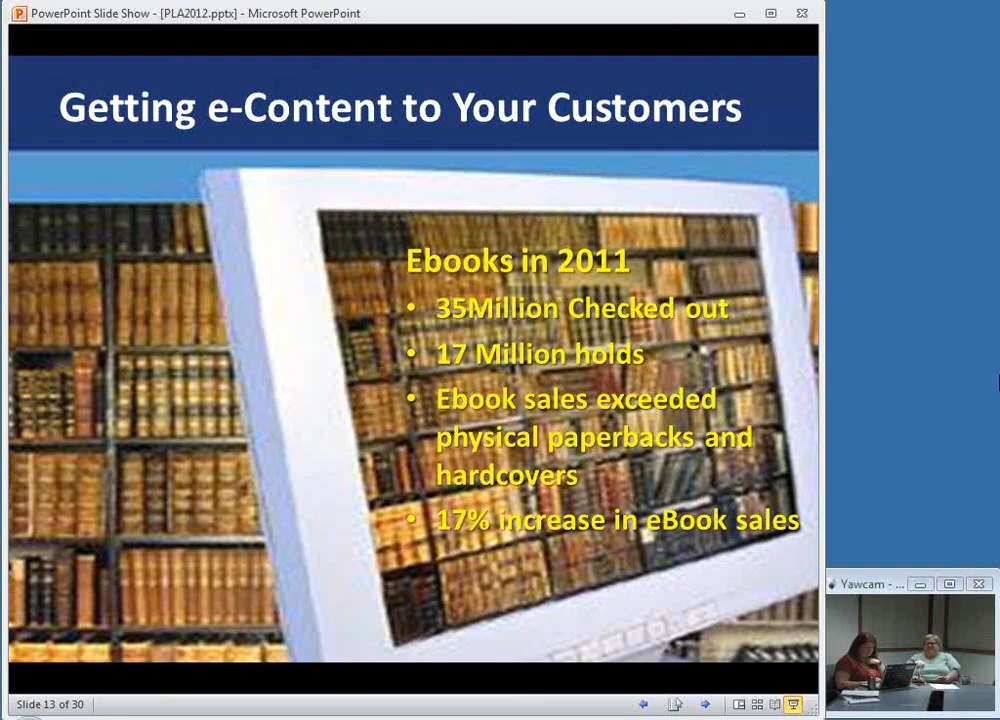 PowerPoint Slide Show - [PLA2012.pptx] - Microsoft PowerPoint
Getting e-Content to Your Customers
Ebooks in 2011
• 35Million Checked out
• 17 Million holds
• Ebook sales exceeded
physical paperbacks and
hardcovers
• 17% increase in eBook sales
Yawcam - ...
Slide 13 of 30